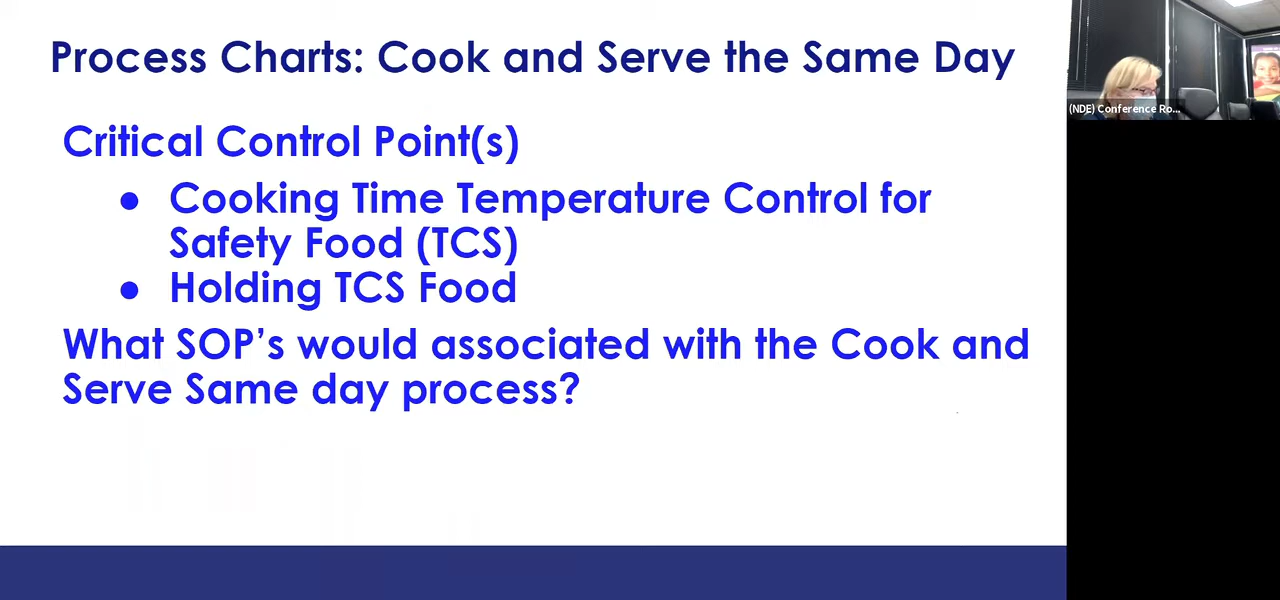 Process Charts: Cook and Serve the Same Day
Critical Control Point(s)
● Cooking Time Temperature Control for
Safety Food (TCS)
● Holding TCS Food
What SOP’s would associated with the Cook and
Serve Same day process?
(NDE) Conference Ro...